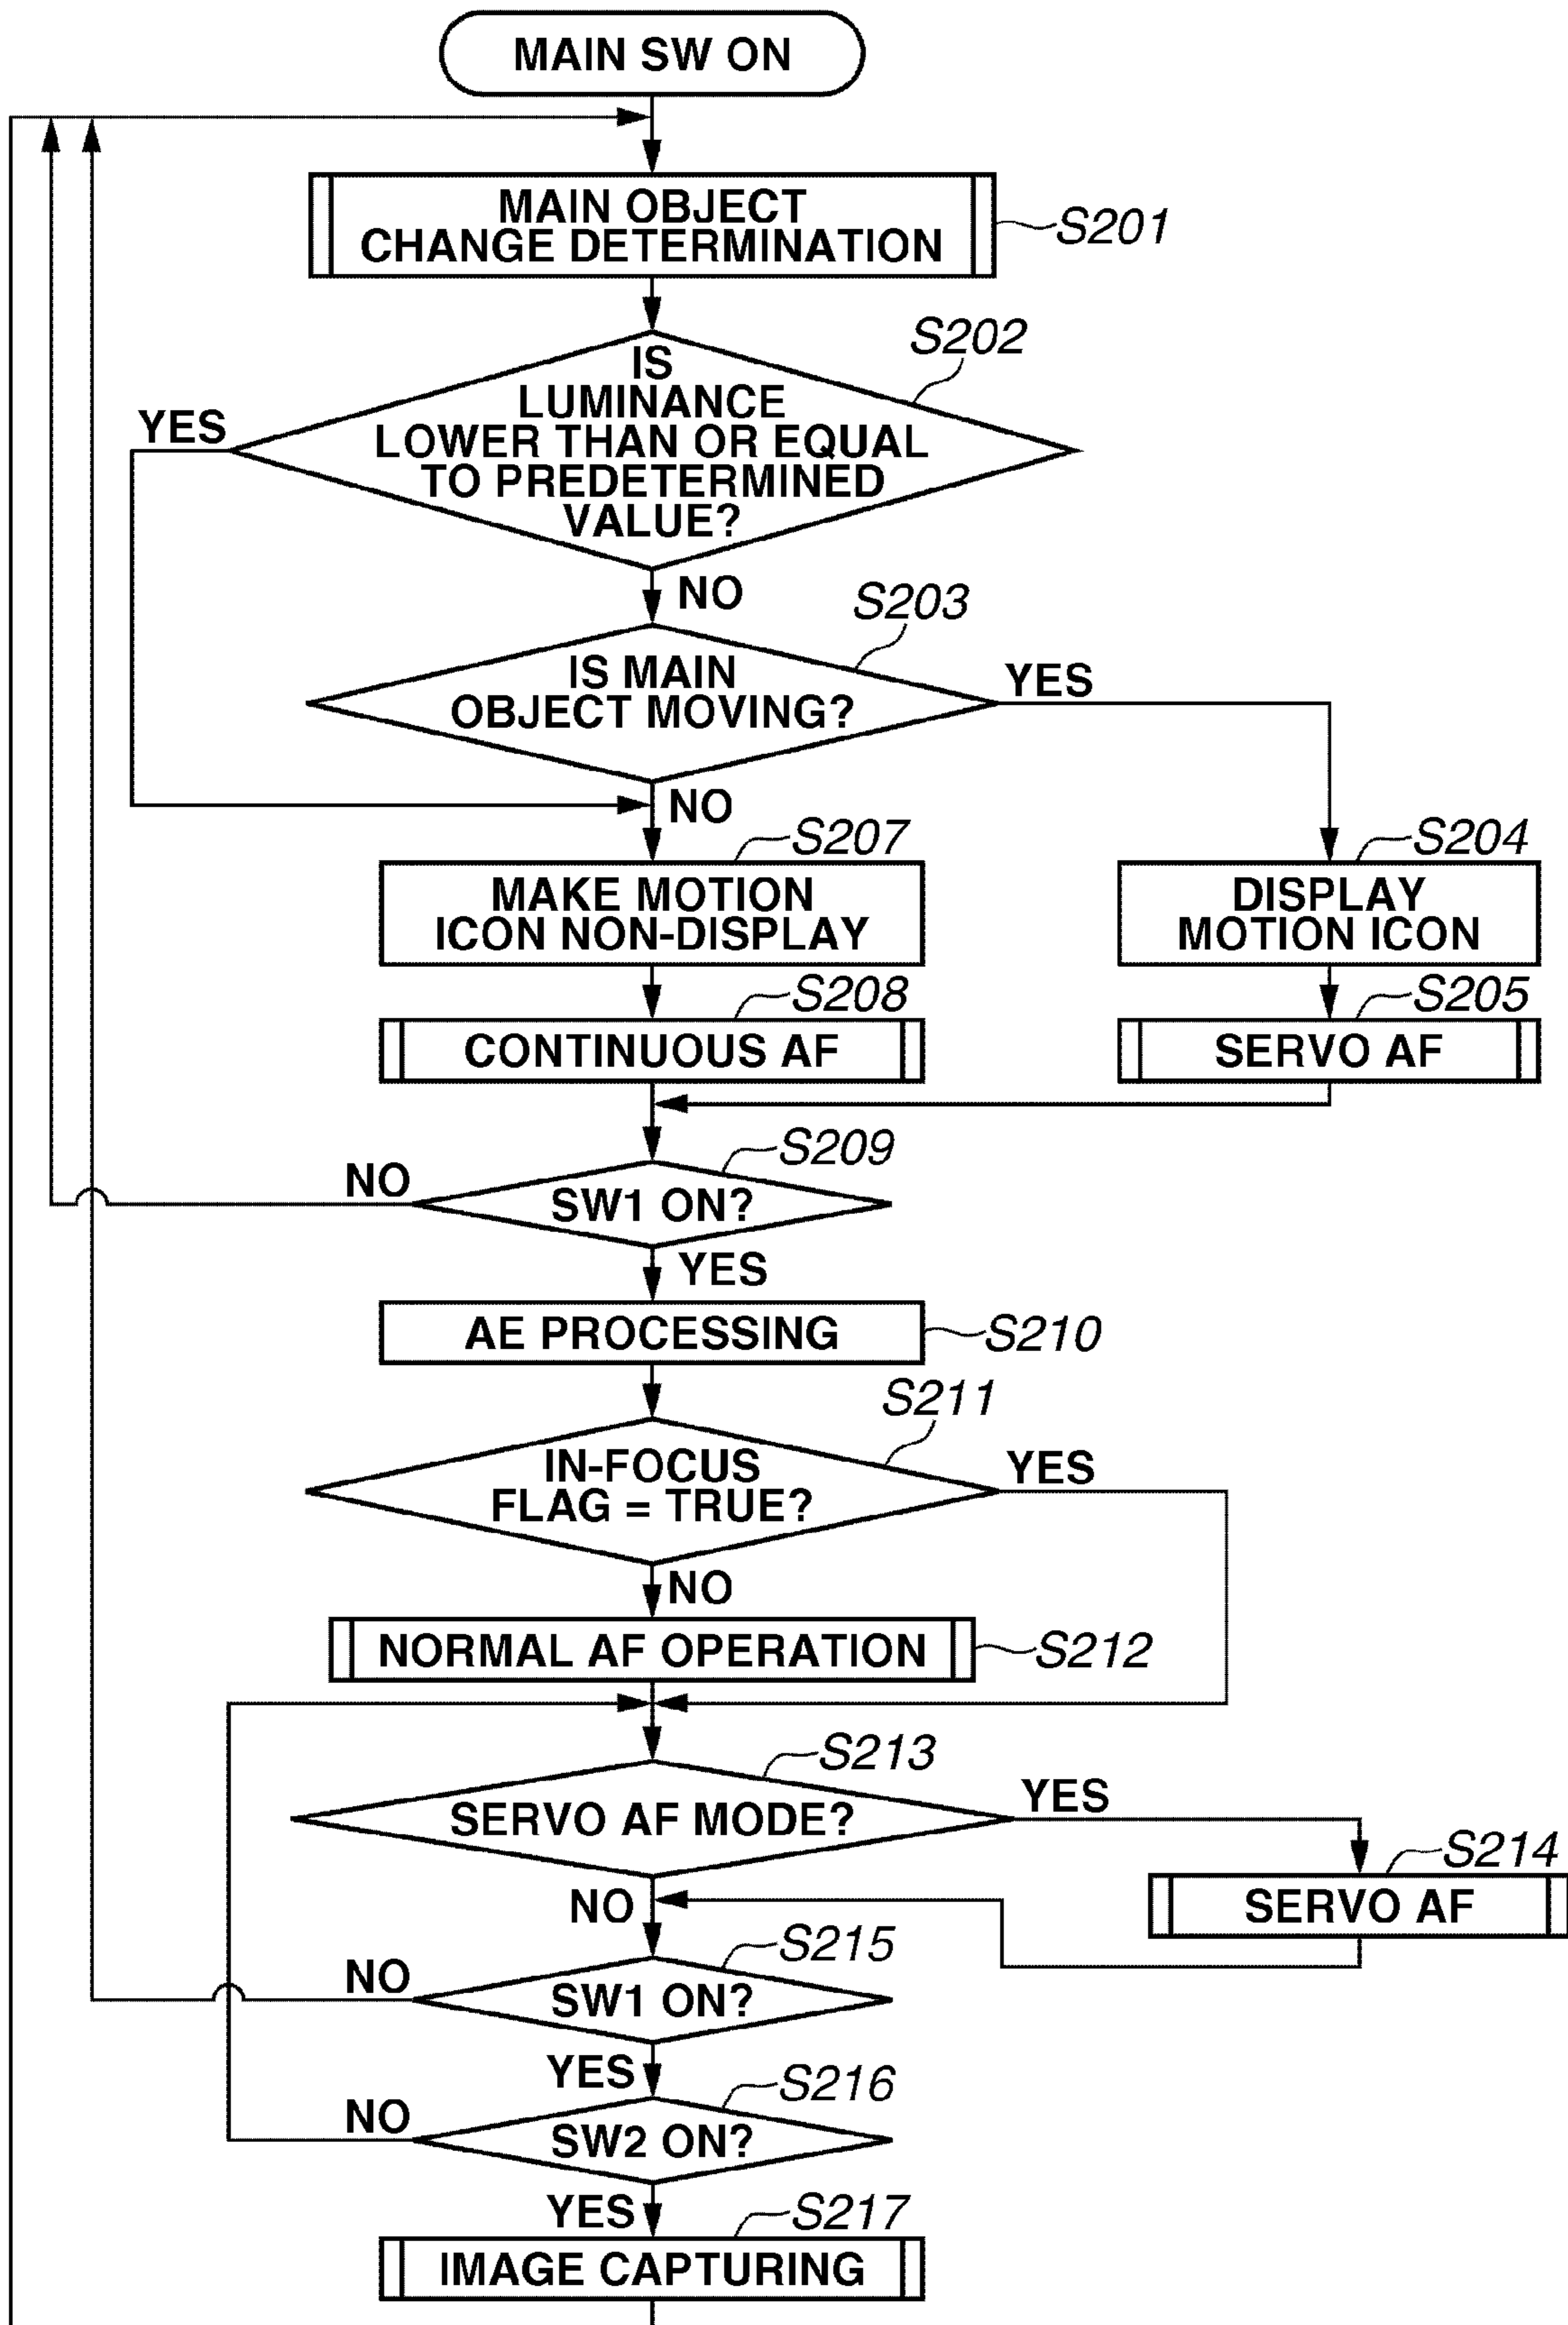 MAIN SW ON
MAIN OBJECT
CHANGE DETERMINATION
S201
S202
IS
LUMINANCE
LOWER THAN OR EQUAL
TO PREDETERMINED
VALUE?
YES
NO
S203
IS MAIN
OBJECT MOVING?
YES
NO
S207
MAKE MOTION
ICON NON-DISPLAY
S204
DISPLAY
MOTION ICON
S208
CONTINUOUS AF
S205
SERVO AF
S209
NO
SW1 ON?
YES
AE PROCESSING
S210
S211
IN-FOCUS
FLAG = TRUE?
YES
NO
NORMAL AF OPERATION
S212
S213
SERVO AF MODE?
YES
S214
SERVO AF
NO
S215
NO
SW1 ON?
YES
S216
NO
SW2 ON?
YES
S217
IMAGE CAPTURING